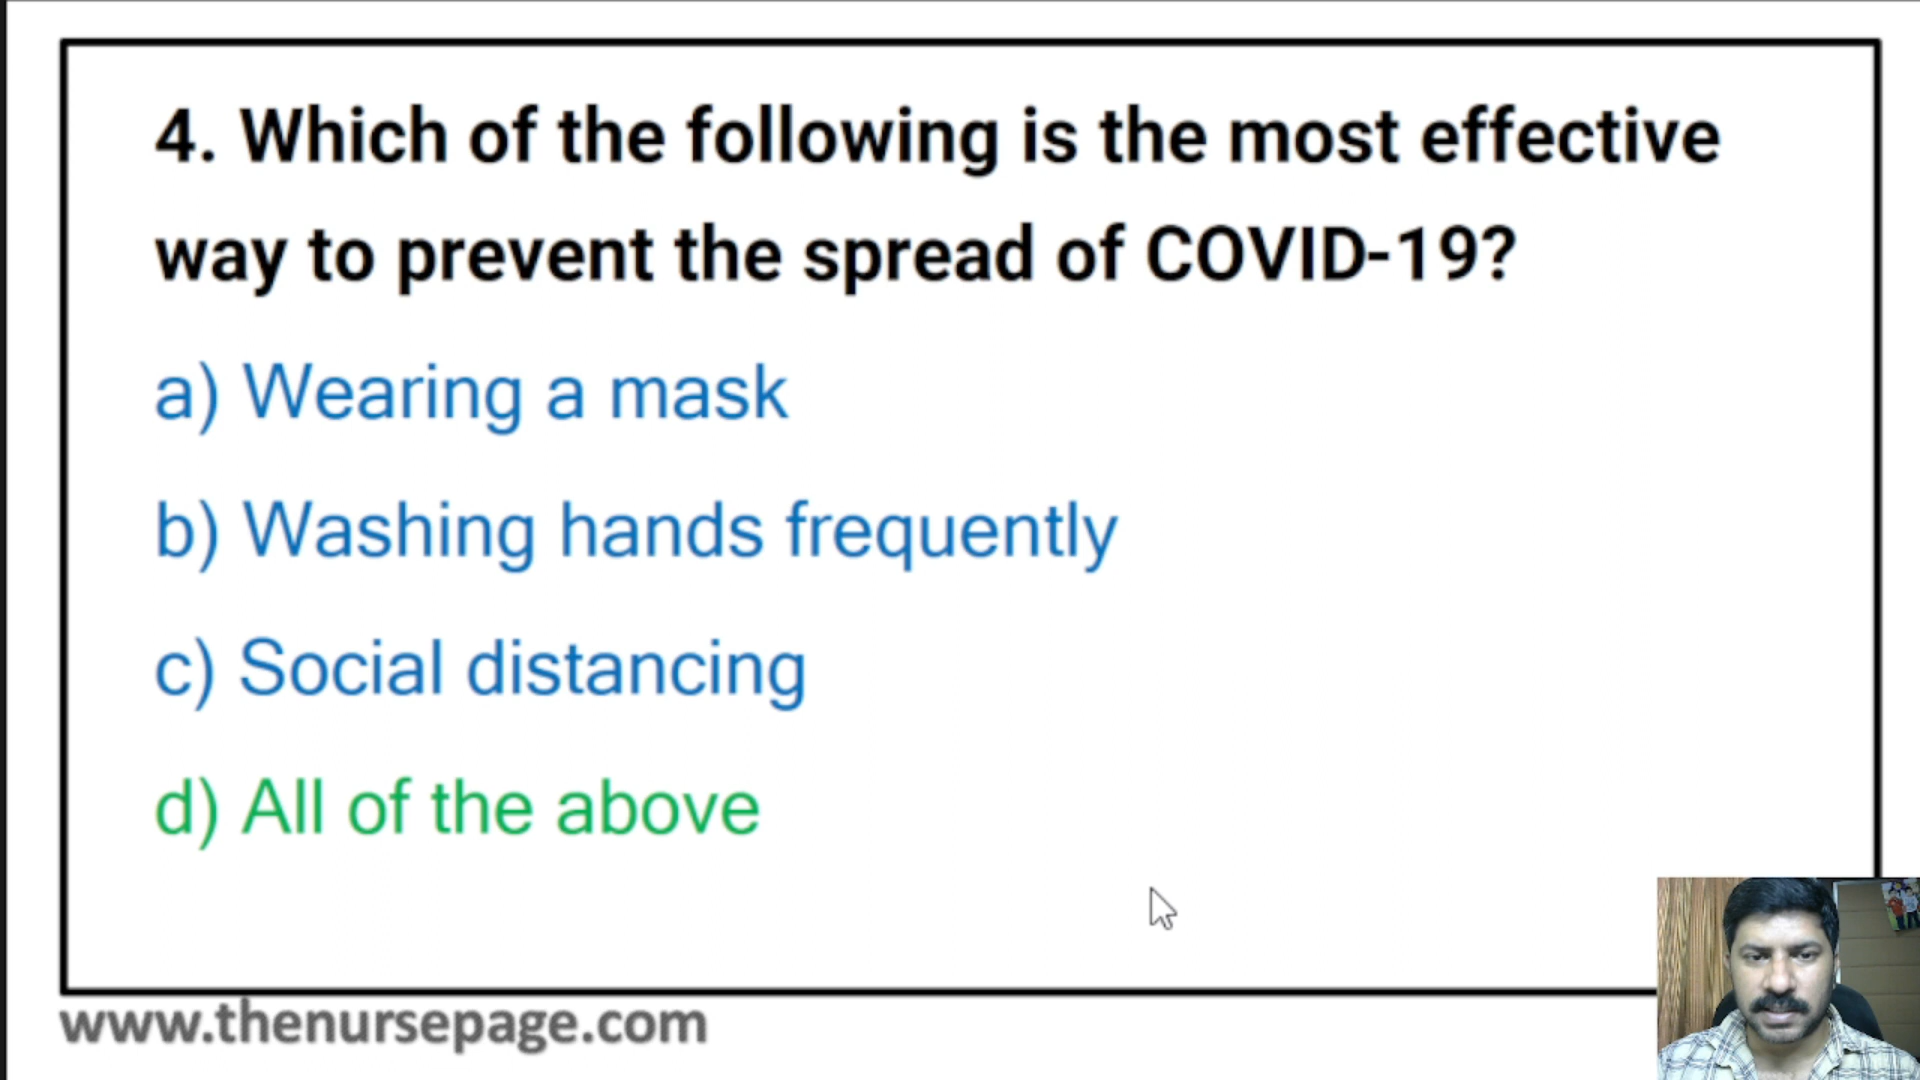 4. Which of the following is the most effective
way to prevent the spread of COVID-19?
a) Wearing a mask
b) Washing hands frequently
c) Social distancing
d) All of the above
www.thenursepage.com